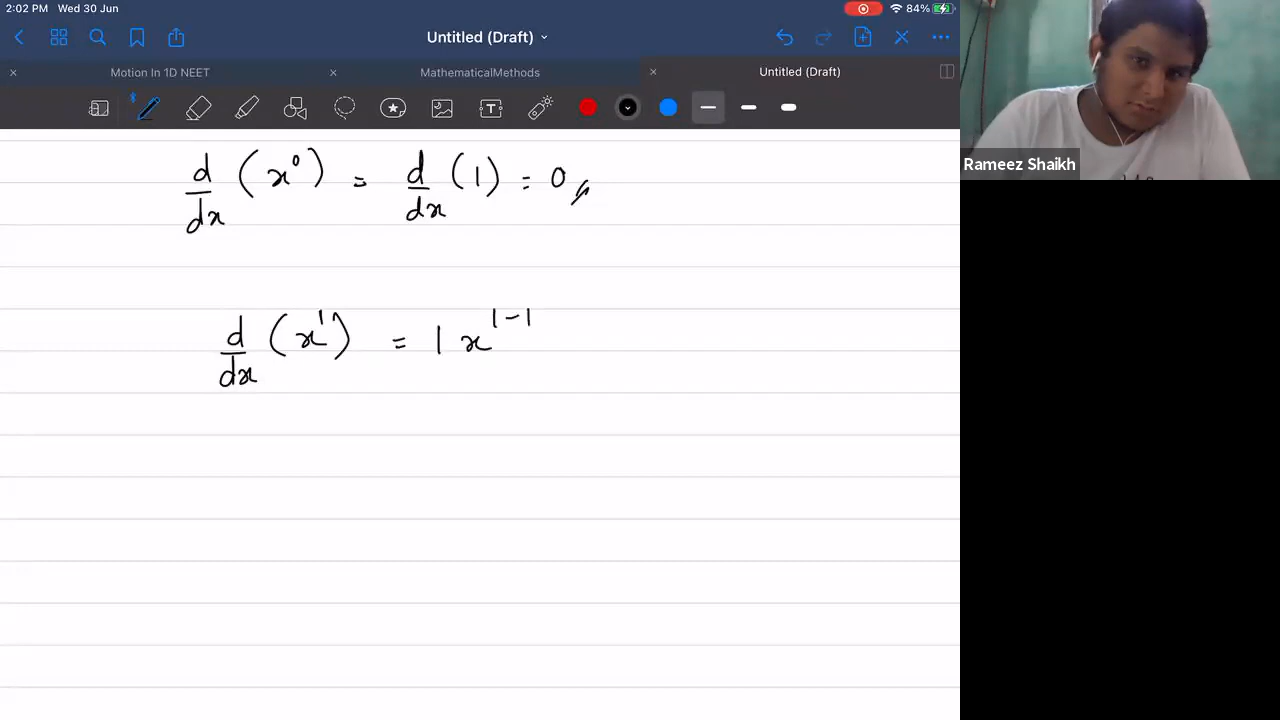 2:02 PM Wed 30 Jun 84%
Untitled (Draft)
Motion In 1D NEET MathematicalMethods Untitled (Draft)
T
Rameez Shaikh
d/dx (x⁰) = d/dx (1) = 0
d/dx (x¹) = 1 x¹⁻¹